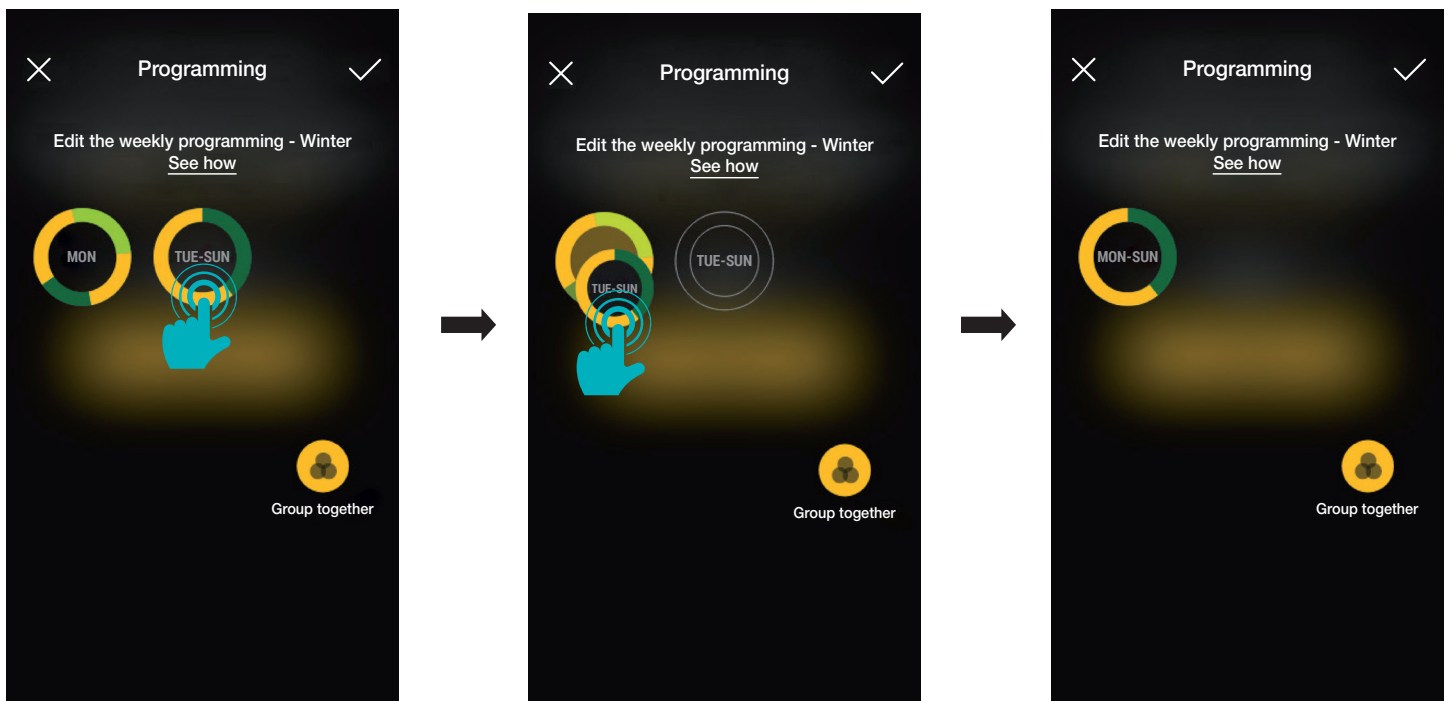 Programming
Edit the weekly programming - Winter
See how
MON
TUE-SUN
Group together
Programming
Edit the weekly programming - Winter
See how
TUE-SUN
TUE-SUN
Group together
Programming
Edit the weekly programming - Winter
See how
MON-SUN
Group together